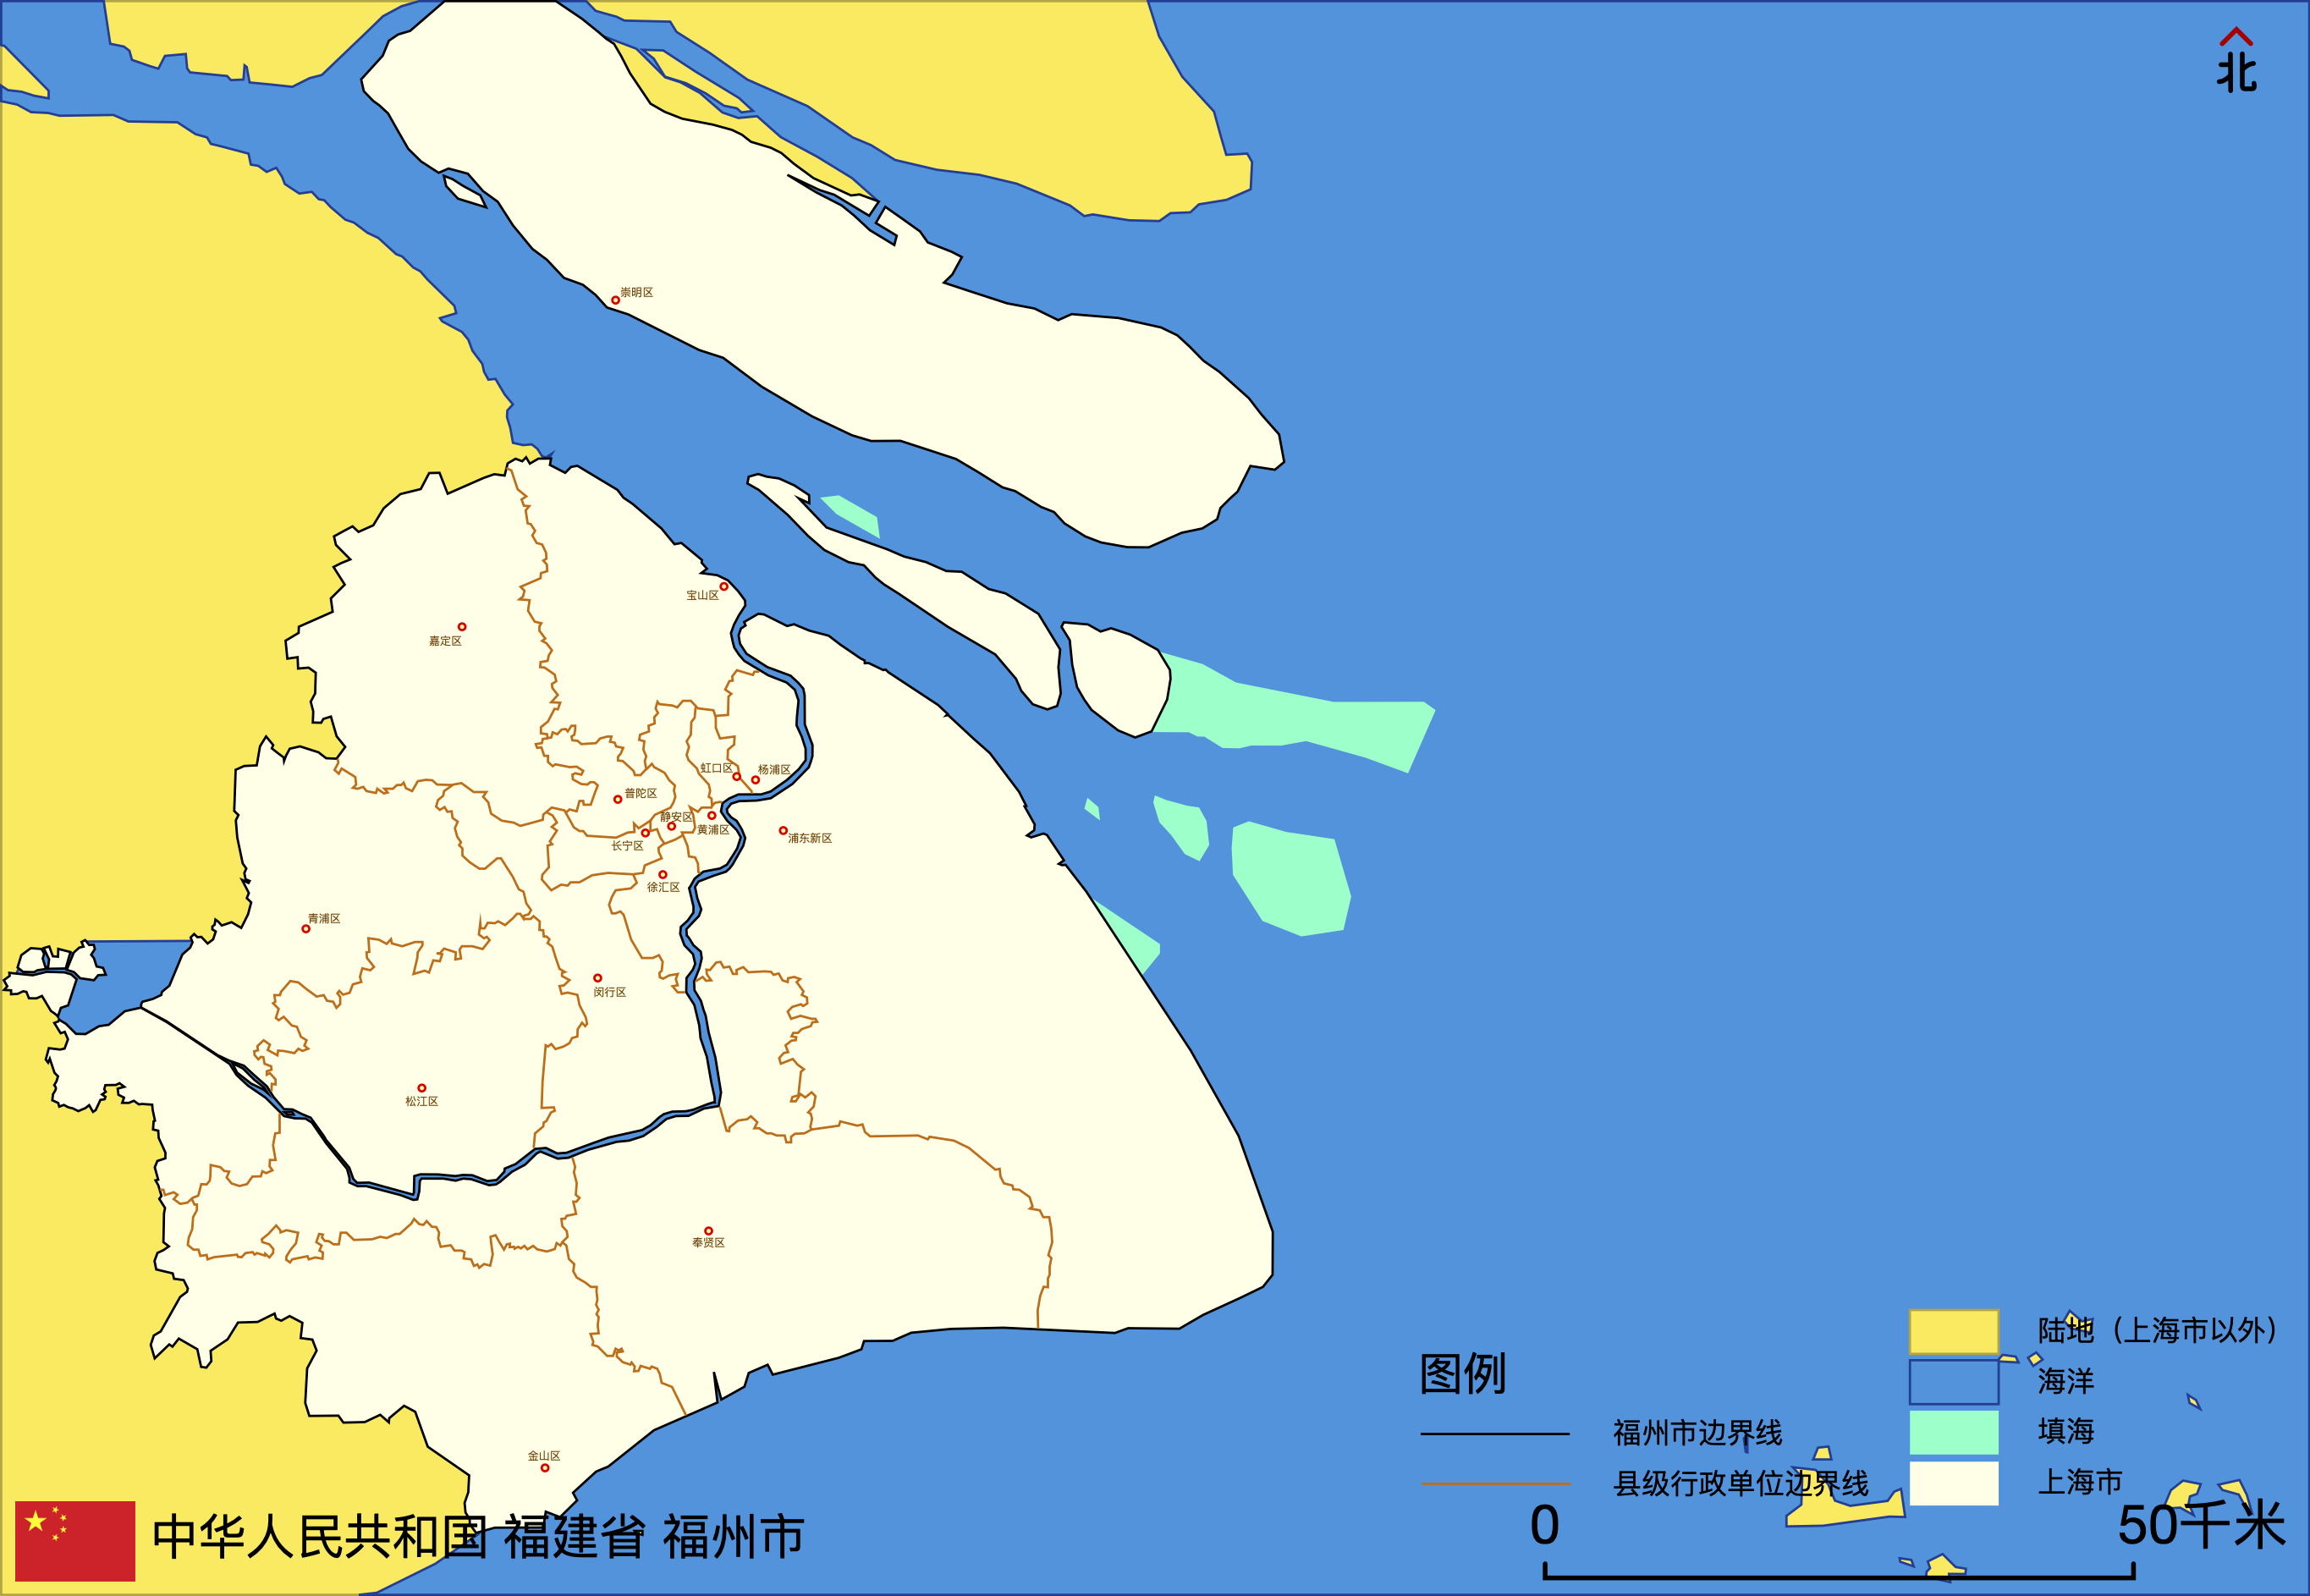 北
崇明区
宝山区
嘉定区
虹口区
杨浦区
普陀区
静安区
黄浦区
浦东新区
长宁区
徐汇区
青浦区
闵行区
松江区
奉贤区
金山区
图例
福州市边界线
县级行政单位边界线
陆地（上海市以外）
海洋
填海
上海市
0
50千米
中华人民共和国 福建省 福州市